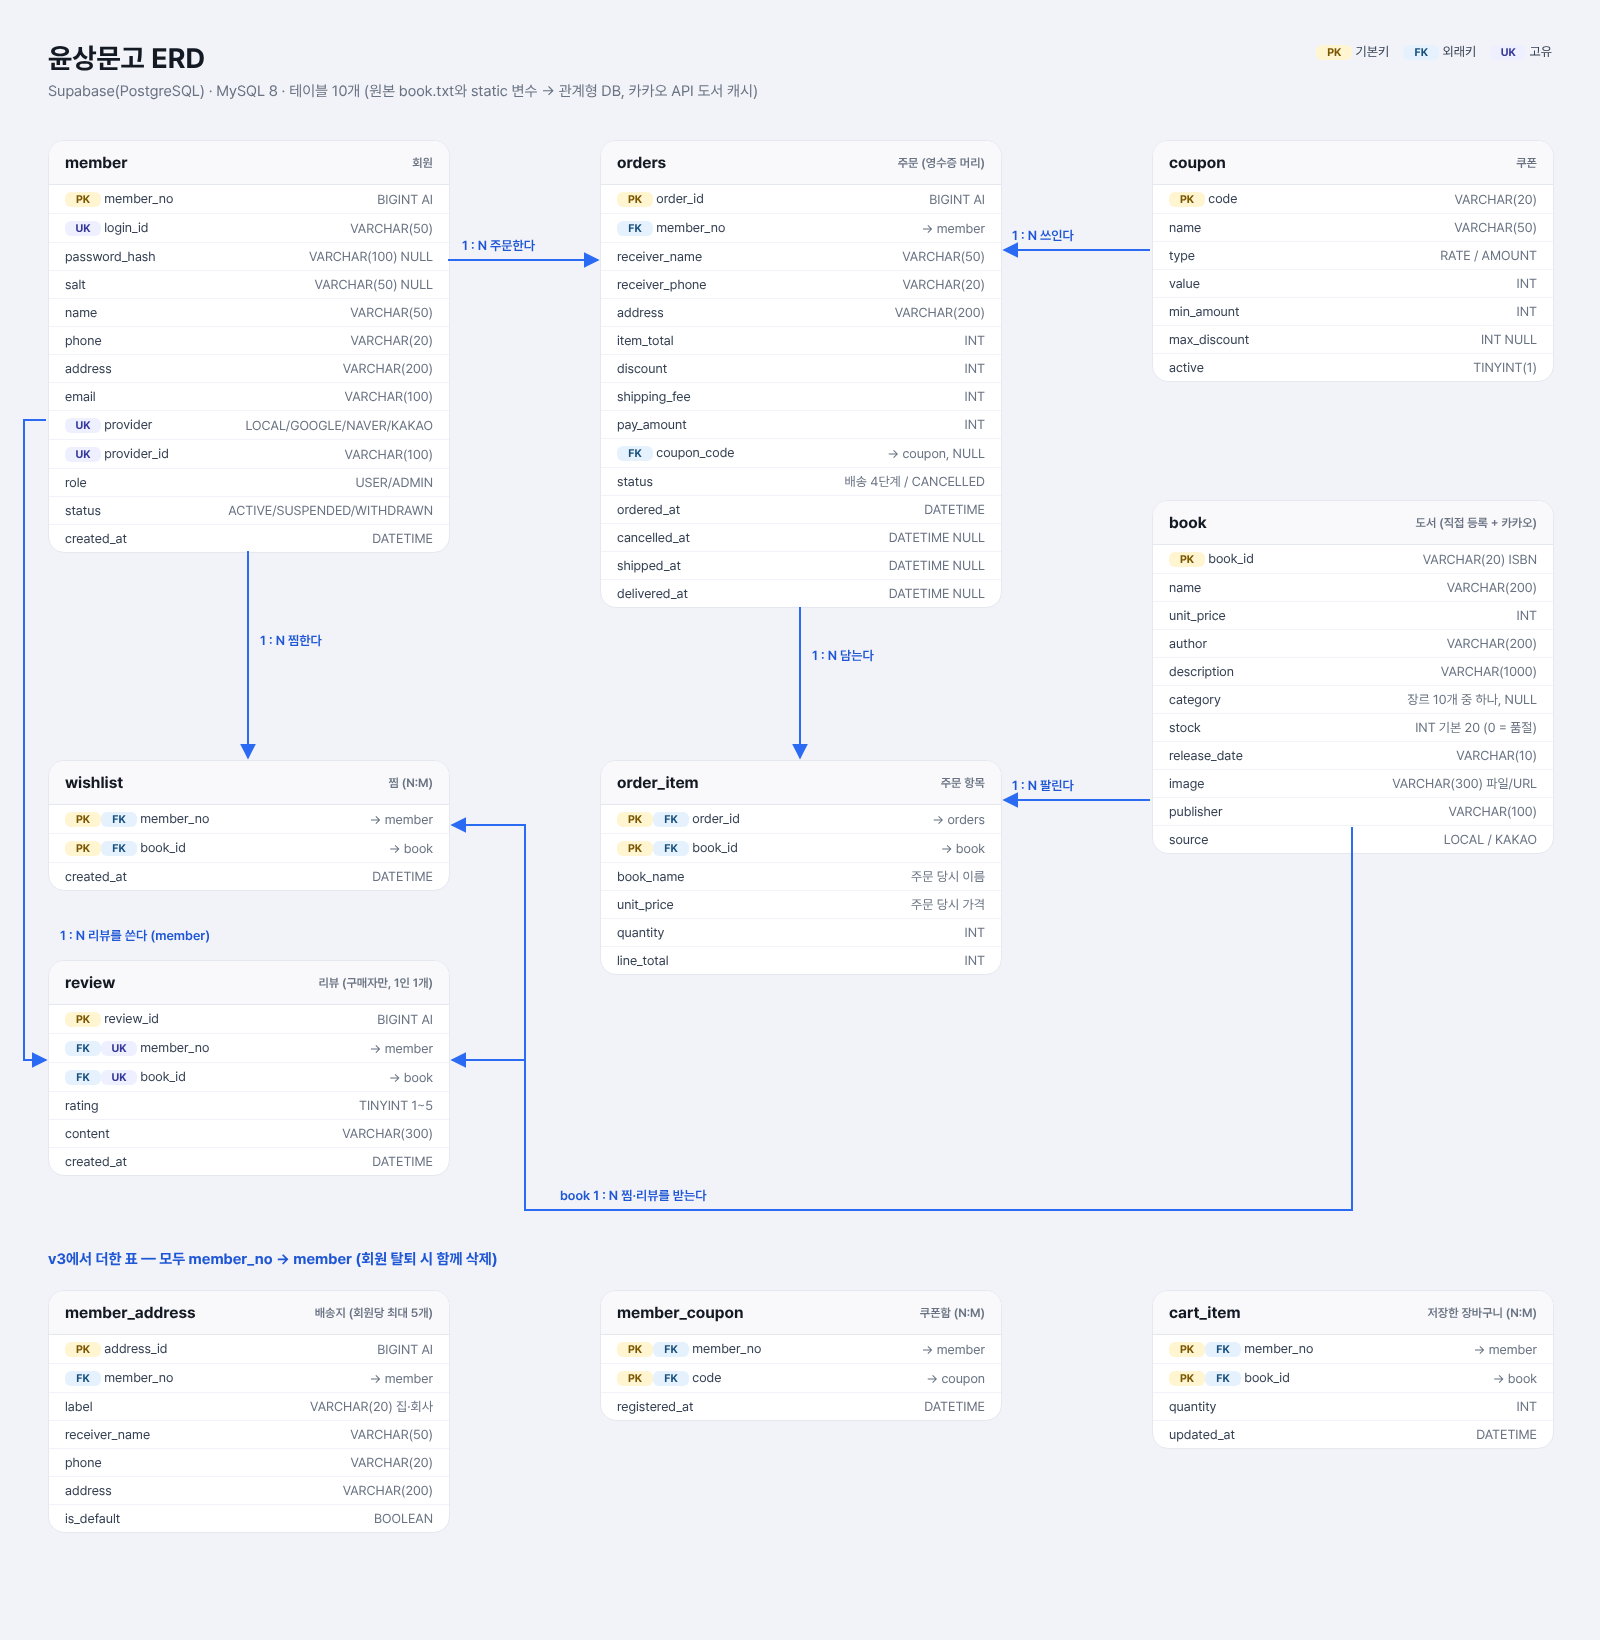 윤상문고 ERD
PK 기본키 FK 외래키 UK 고유
Supabase(PostgreSQL) · MySQL 8 · 테이블 10개 (원본 book.txt와 static 변수 → 관계형 DB, 카카오 API 도서 캐시)
member 회원
PK member_no BIGINT AI
UK login_id VARCHAR(50)
password_hash VARCHAR(100) NULL
salt VARCHAR(50) NULL
name VARCHAR(50)
phone VARCHAR(20)
address VARCHAR(200)
email VARCHAR(100)
UK provider LOCAL/GOOGLE/NAVER/KAKAO
UK provider_id VARCHAR(100)
role USER/ADMIN
status ACTIVE/SUSPENDED/WITHDRAWN
created_at DATETIME
1 : N 주문한다
orders 주문 (영수증 머리)
PK order_id BIGINT AI
FK member_no → member
receiver_name VARCHAR(50)
receiver_phone VARCHAR(20)
address VARCHAR(200)
item_total INT
discount INT
shipping_fee INT
pay_amount INT
FK coupon_code → coupon, NULL
status 배송 4단계 / CANCELLED
ordered_at DATETIME
cancelled_at DATETIME NULL
shipped_at DATETIME NULL
delivered_at DATETIME NULL
1 : N 쓰인다
coupon 쿠폰
PK code VARCHAR(20)
name VARCHAR(50)
type RATE / AMOUNT
value INT
min_amount INT
max_discount INT NULL
active TINYINT(1)
book 도서 (직접 등록 + 카카오)
PK book_id VARCHAR(20) ISBN
name VARCHAR(200)
unit_price INT
author VARCHAR(200)
description VARCHAR(1000)
category 장르 10개 중 하나, NULL
stock INT 기본 20 (0 = 품절)
release_date VARCHAR(10)
image VARCHAR(300) 파일/URL
publisher VARCHAR(100)
source LOCAL / KAKAO
1 : N 찜한다
1 : N 담는다
1 : N 팔린다
wishlist 찜 (N:M)
PK FK member_no → member
PK FK book_id → book
created_at DATETIME
order_item 주문 항목
PK FK order_id → orders
PK FK book_id → book
book_name 주문 당시 이름
unit_price 주문 당시 가격
quantity INT
line_total INT
1 : N 리뷰를 쓴다 (member)
review 리뷰 (구매자만, 1인 1개)
PK review_id BIGINT AI
FK UK member_no → member
FK UK book_id → book
rating TINYINT 1~5
content VARCHAR(300)
created_at DATETIME
book 1 : N 찜·리뷰를 받는다
v3에서 더한 표 — 모두 member_no → member (회원 탈퇴 시 함께 삭제)
member_address 배송지 (회원당 최대 5개)
PK address_id BIGINT AI
FK member_no → member
label VARCHAR(20) 집·회사
receiver_name VARCHAR(50)
phone VARCHAR(20)
address VARCHAR(200)
is_default BOOLEAN
member_coupon 쿠폰함 (N:M)
PK FK member_no → member
PK FK code → coupon
registered_at DATETIME
cart_item 저장한 장바구니 (N:M)
PK FK member_no → member
PK FK book_id → book
quantity INT
updated_at DATETIME